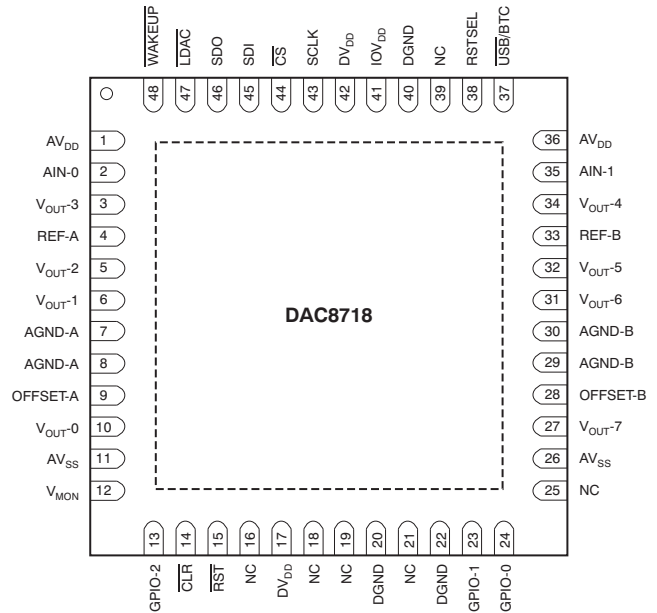 WAKEUP
LDAC
SDO
SDI
CS
SCLK
DVDD
IOVDD
DGND
NC
RSTSEL
USB/BTC
48 47 46 45 44 43 42 41 40 39 38 37
AVDD 1 36 AVDD
AIN-0 2 35 AIN-1
VOUT-3 3 34 VOUT-4
REF-A 4 33 REF-B
VOUT-2 5 32 VOUT-5
VOUT-1 6 31 VOUT-6
DAC8718
AGND-A 7 30 AGND-B
AGND-A 8 29 AGND-B
OFFSET-A 9 28 OFFSET-B
VOUT-0 10 27 VOUT-7
AVSS 11 26 AVSS
VMON 12 25 NC
13 14 15 16 17 18 19 20 21 22 23 24
GPIO-2
CLR
RST
NC
DVDD
NC
NC
DGND
NC
DGND
GPIO-1
GPIO-0